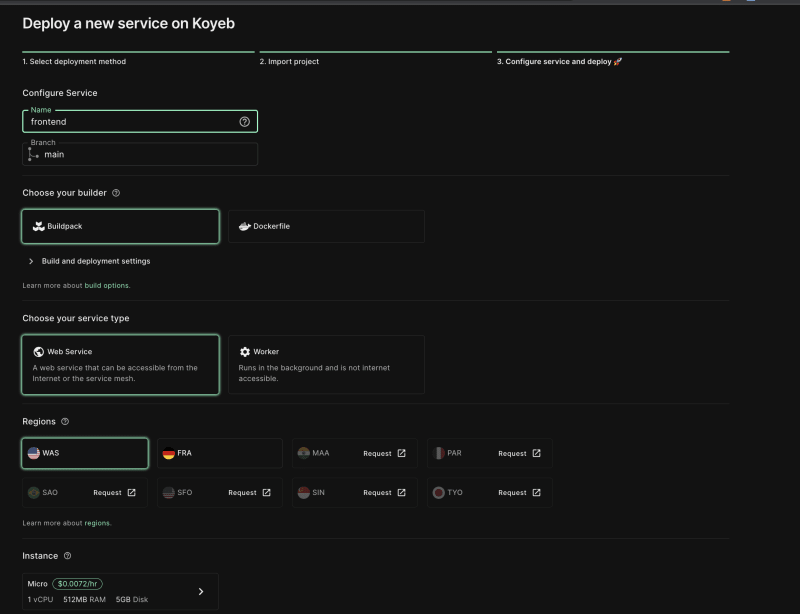 Deploy a new service on Koyeb
1. Select deployment method
2. Import project
3. Configure service and deploy 🚀
Configure Service
Name
frontend
Branch
main
Choose your builder
Buildpack
Dockerfile
Build and deployment settings
Learn more about build options.
Choose your service type
Web Service
A web service that can be accessible from the
Internet or the service mesh.
Worker
Runs in the background and is not internet
accessible.
Regions
WAS
FRA
MAA Request
PAR Request
SAO Request
SFO Request
SIN Request
TYO Request
Learn more about regions.
Instance
Micro $0.0072/hr
1 vCPU 512MB RAM 5GB Disk